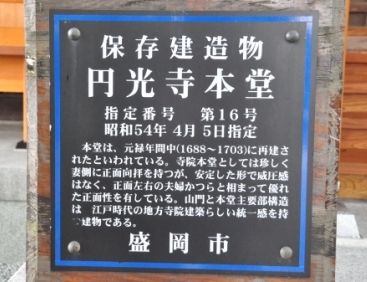 保存建造物
円光寺本堂
指定番号 第16号
昭和54年4月5日指定
本堂は、元禄年間中(1688～1703)に再建さ
れたといわれている。寺院本堂としては珍しく
妻側に正面向拝を持つが、安定した形で威圧感
はなく、正面左右の夫婦かつらと相まって優れ
た正面性を有している。山門と本堂主要部構造
は 江戸時代の地方寺院建築らしい統一感を持
建物である。
盛岡市